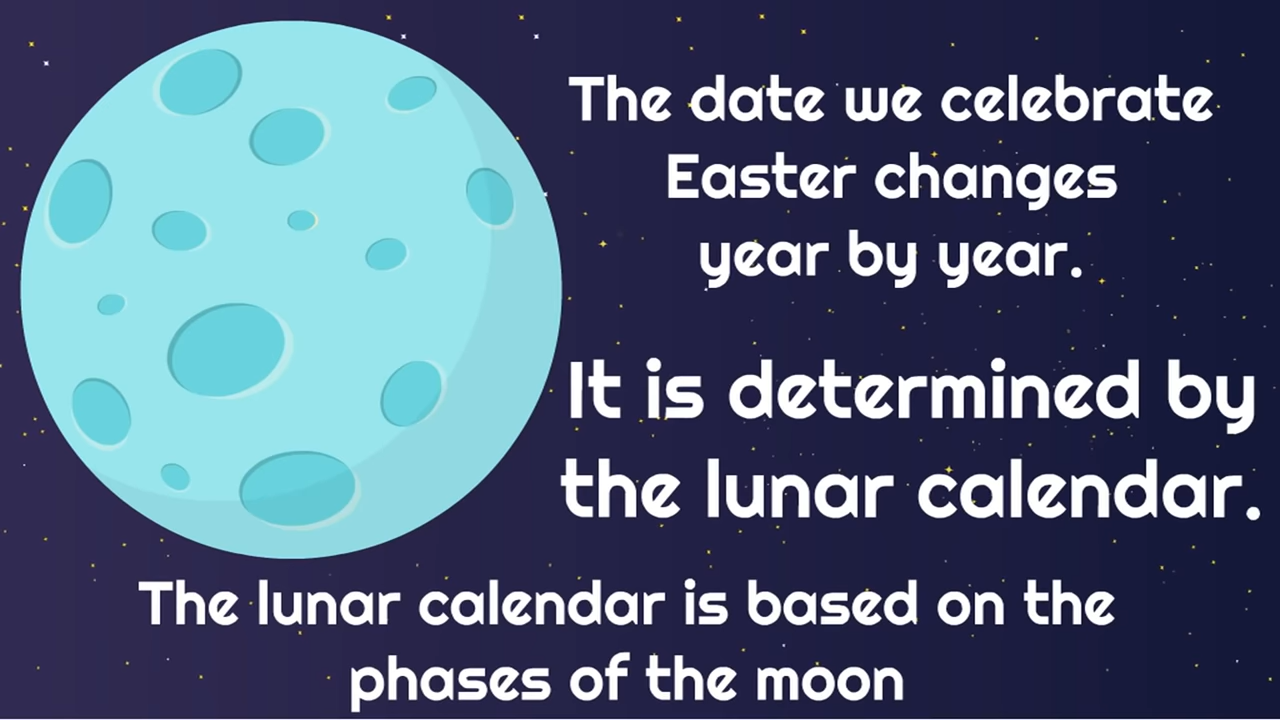 The date we celebrate
Easter changes
year by year.
It is determined by
the lunar calendar.
The lunar calendar is based on the
phases of the moon